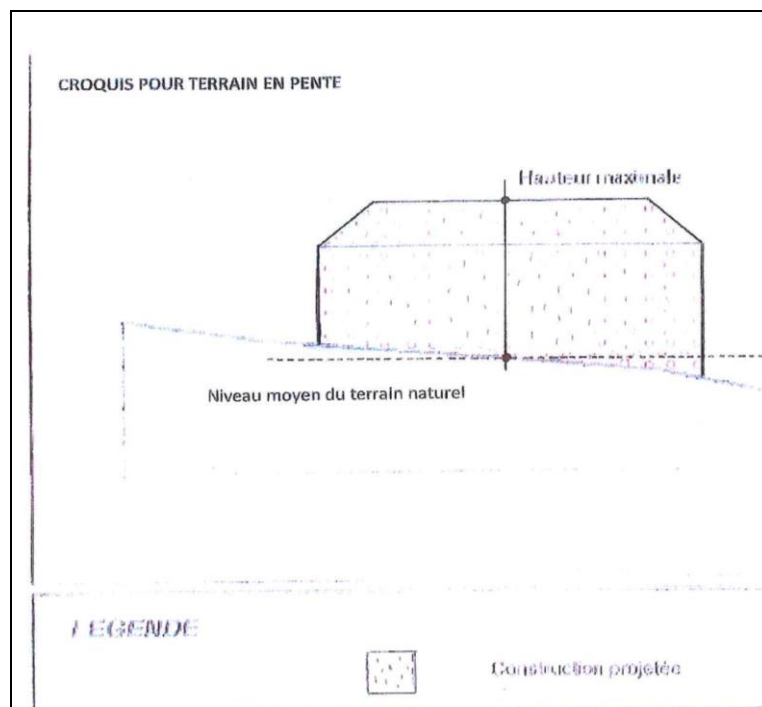 CROQUIS POUR TERRAIN EN PENTE
Hauteur maximale
Niveau moyen du terrain naturel
LEGENDE
Construction projetée